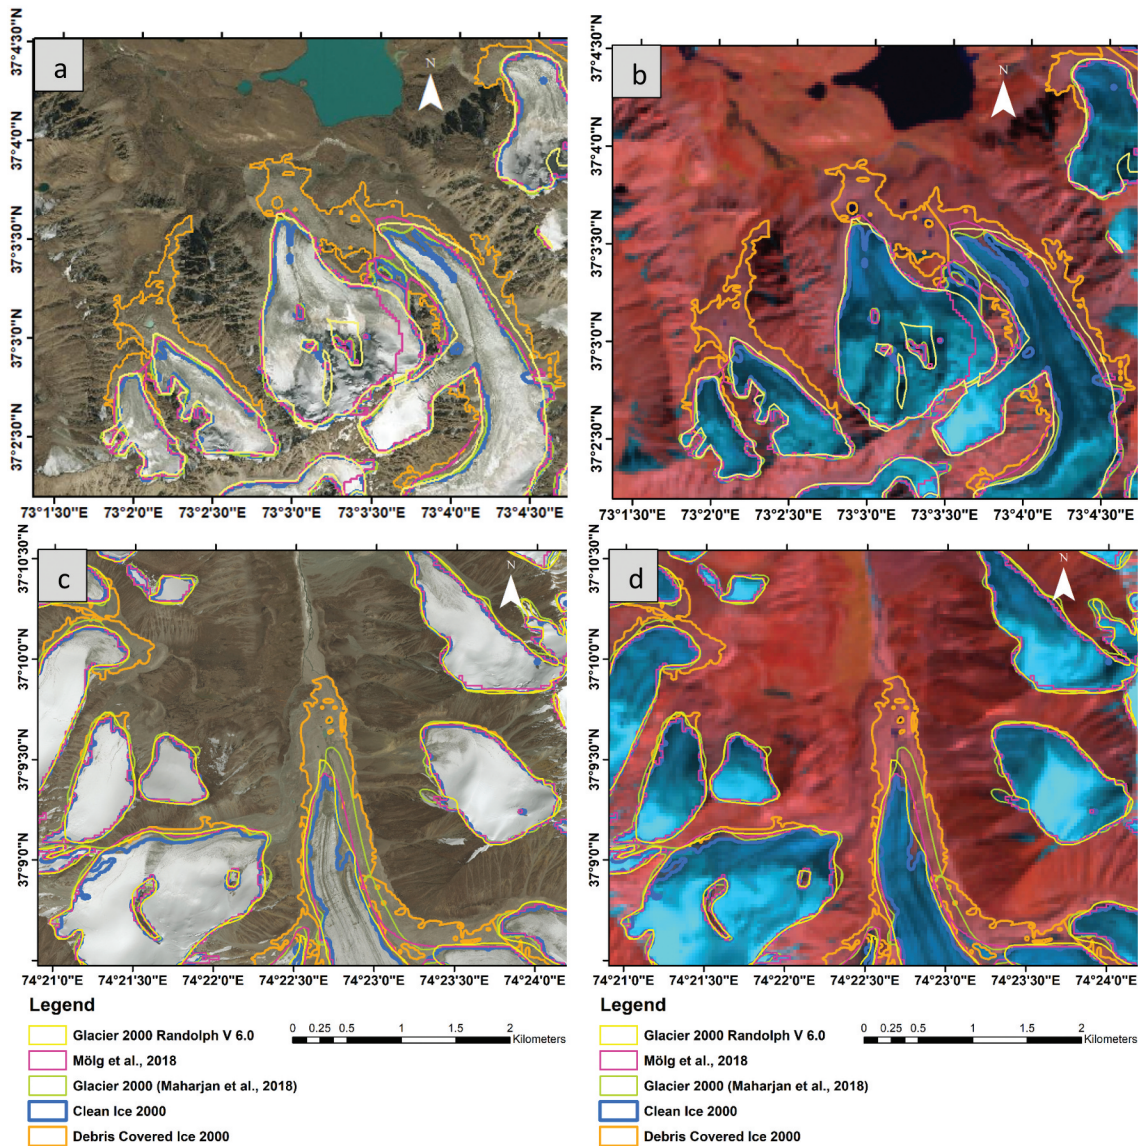 a
N
37°4'30"N
37°4'0"N
37°3'30"N
37°3'0"N
37°2'30"N
73°1'30"E 73°2'0"E 73°2'30"E 73°3'0"E 73°3'30"E 73°4'0"E 73°4'30"E
b
N
37°4'30"N
37°4'0"N
37°3'30"N
37°3'0"N
37°2'30"N
73°1'30"E 73°2'0"E 73°2'30"E 73°3'0"E 73°3'30"E 73°4'0"E 73°4'30"E
c
N
37°10'30"N
37°10'0"N
37°9'30"N
37°9'0"N
74°21'0"E 74°21'30"E 74°22'0"E 74°22'30"E 74°23'0"E 74°23'30"E 74°24'0"E
d
N
37°10'30"N
37°10'0"N
37°9'30"N
37°9'0"N
74°21'0"E 74°21'30"E 74°22'0"E 74°22'30"E 74°23'0"E 74°23'30"E 74°24'0"E
Legend
Glacier 2000 Randolph V 6.0
Mölg et al., 2018
Glacier 2000 (Maharjan et al., 2018)
Clean Ice 2000
Debris Covered Ice 2000
0 0.25 0.5 1 1.5 2
Kilometers
Legend
Glacier 2000 Randolph V 6.0
Mölg et al., 2018
Glacier 2000 (Maharjan et al., 2018)
Clean Ice 2000
Debris Covered Ice 2000
0 0.25 0.5 1 1.5 2
Kilometers